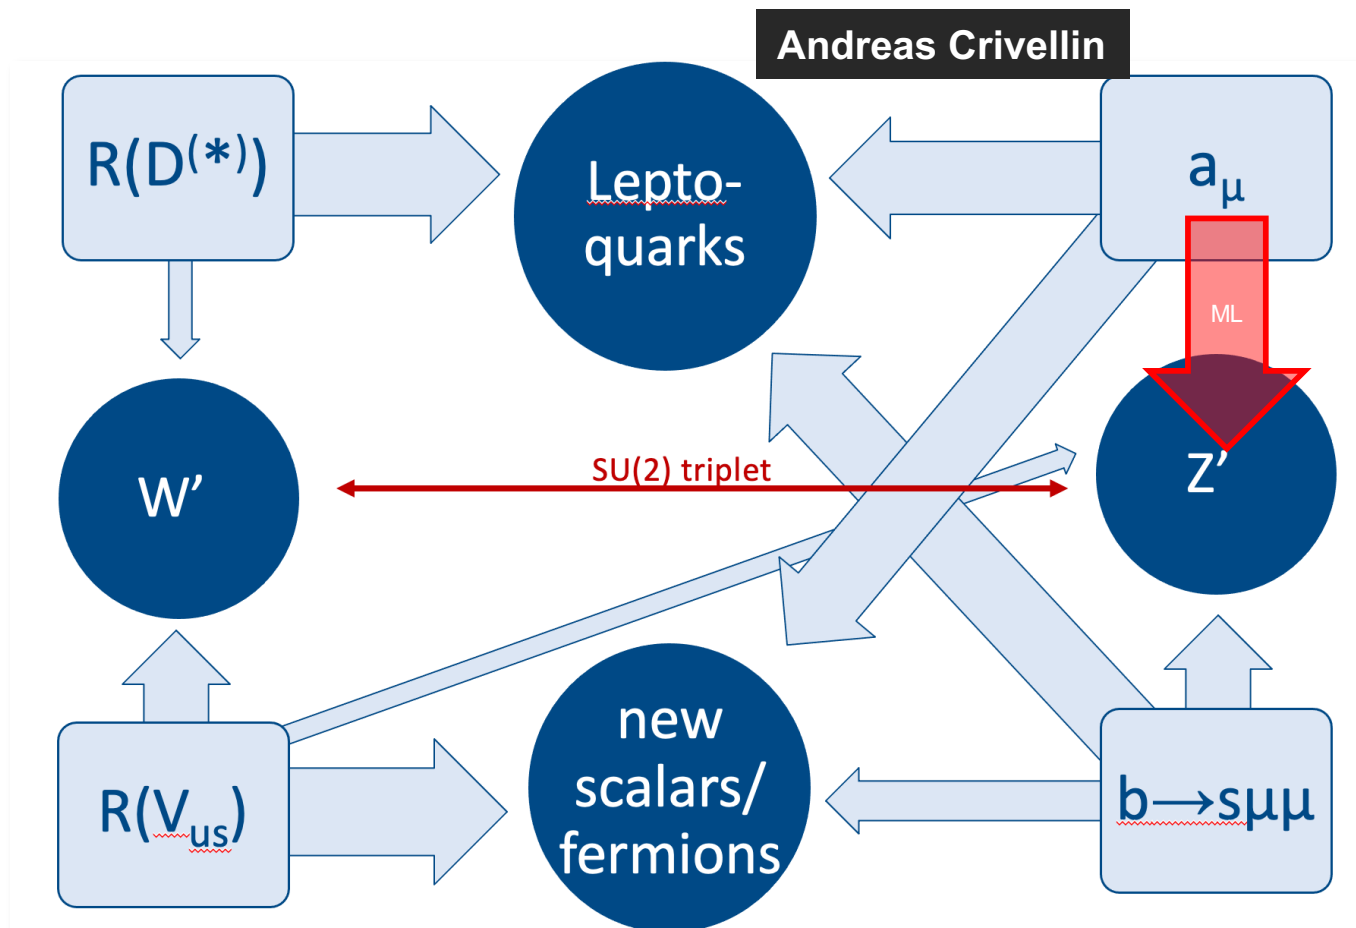 Andreas Crivellin
R(D(*))
Lepto-
quarks
aμ
ML
W’
SU(2) triplet
Z’
R(Vus)
new
scalars/
fermions
b→sμμ